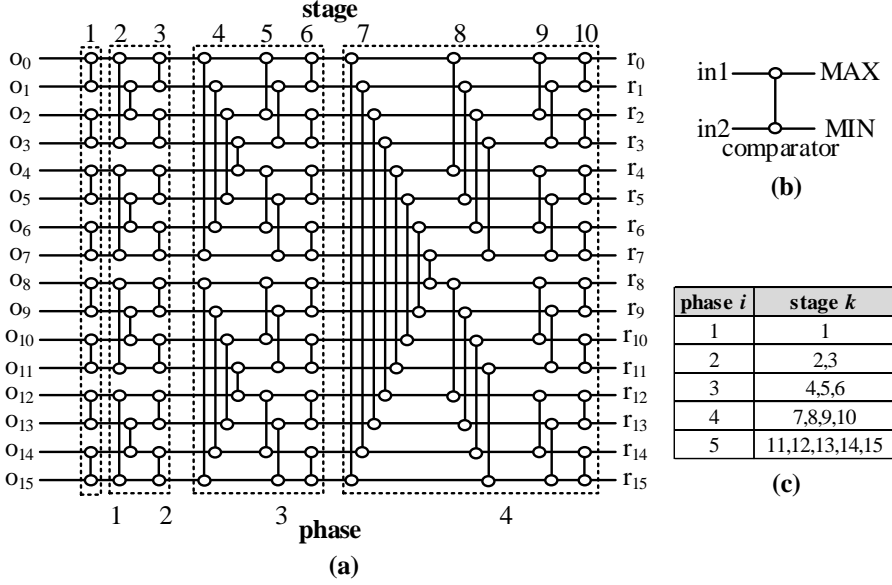 stage
1 2 3 4 5 6 7 8 9 10
o0 r0
o1 r1
o2 r2
o3 r3
o4 r4
o5 r5
o6 r6
o7 r7
o8 r8
o9 r9
o10 r10
o11 r11
o12 r12
o13 r13
o14 r14
o15 r15
1 2 3 4
phase
(a)
in1 MAX
in2 MIN
comparator
(b)
phase i stage k
1 1
2 2,3
3 4,5,6
4 7,8,9,10
5 11,12,13,14,15
(c)